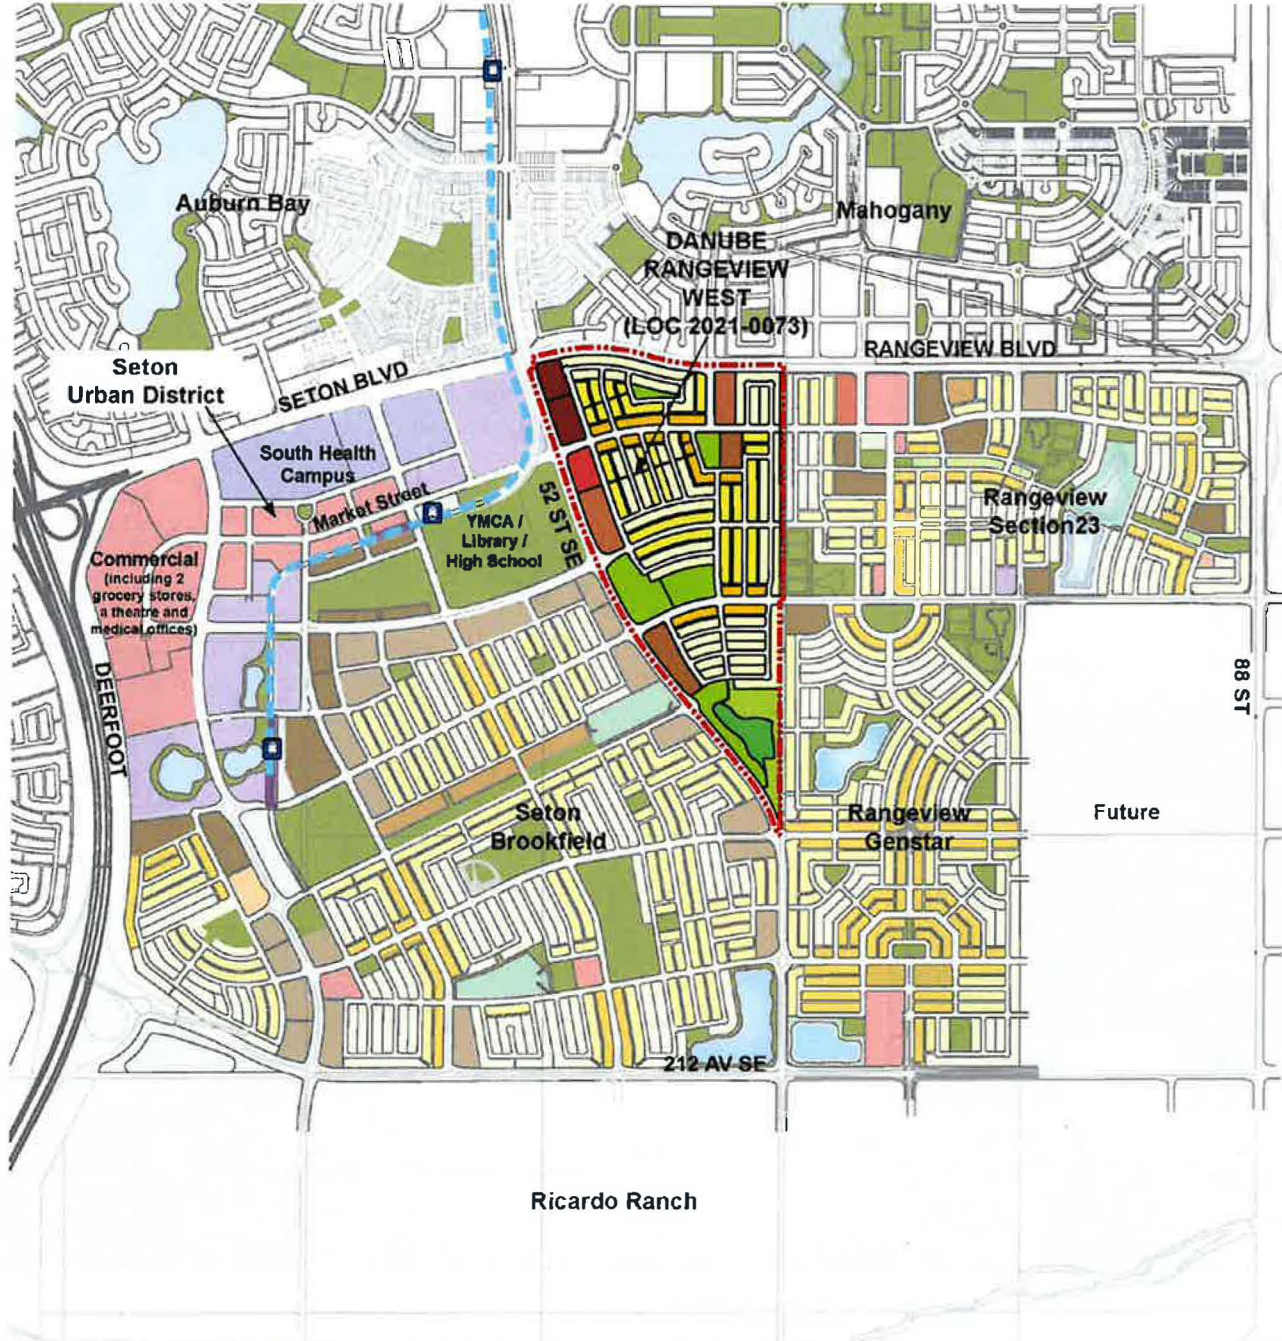 Auburn Bay
Mahogany
DANUBE
RANGEVIEW
WEST
(LOC 2021-0073)
RANGEVIEW BLVD
Seton
Urban District
SETON BLVD
South Health
Campus
Market Street
52 ST SE
YMCA /
Library /
High School
Rangeview
Section23
Commercial
(including 2
grocery stores,
a theatre and
medical offices)
DEERFOOT
88 ST
Seton
Brookfield
Rangeview
Genstar
Future
212 AV SE
Ricardo Ranch